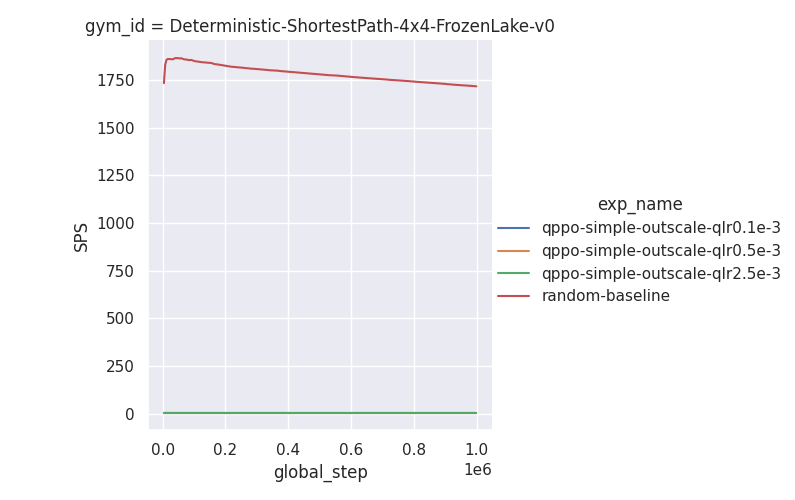 gym_id = Deterministic-ShortestPath-4x4-FrozenLake-v0
1750
1500
1250
1000
750
500
250
0
SPS
0.0 0.2 0.4 0.6 0.8 1.0
1e6
global_step
exp_name
qppo-simple-outscale-qlr0.1e-3
qppo-simple-outscale-qlr0.5e-3
qppo-simple-outscale-qlr2.5e-3
random-baseline